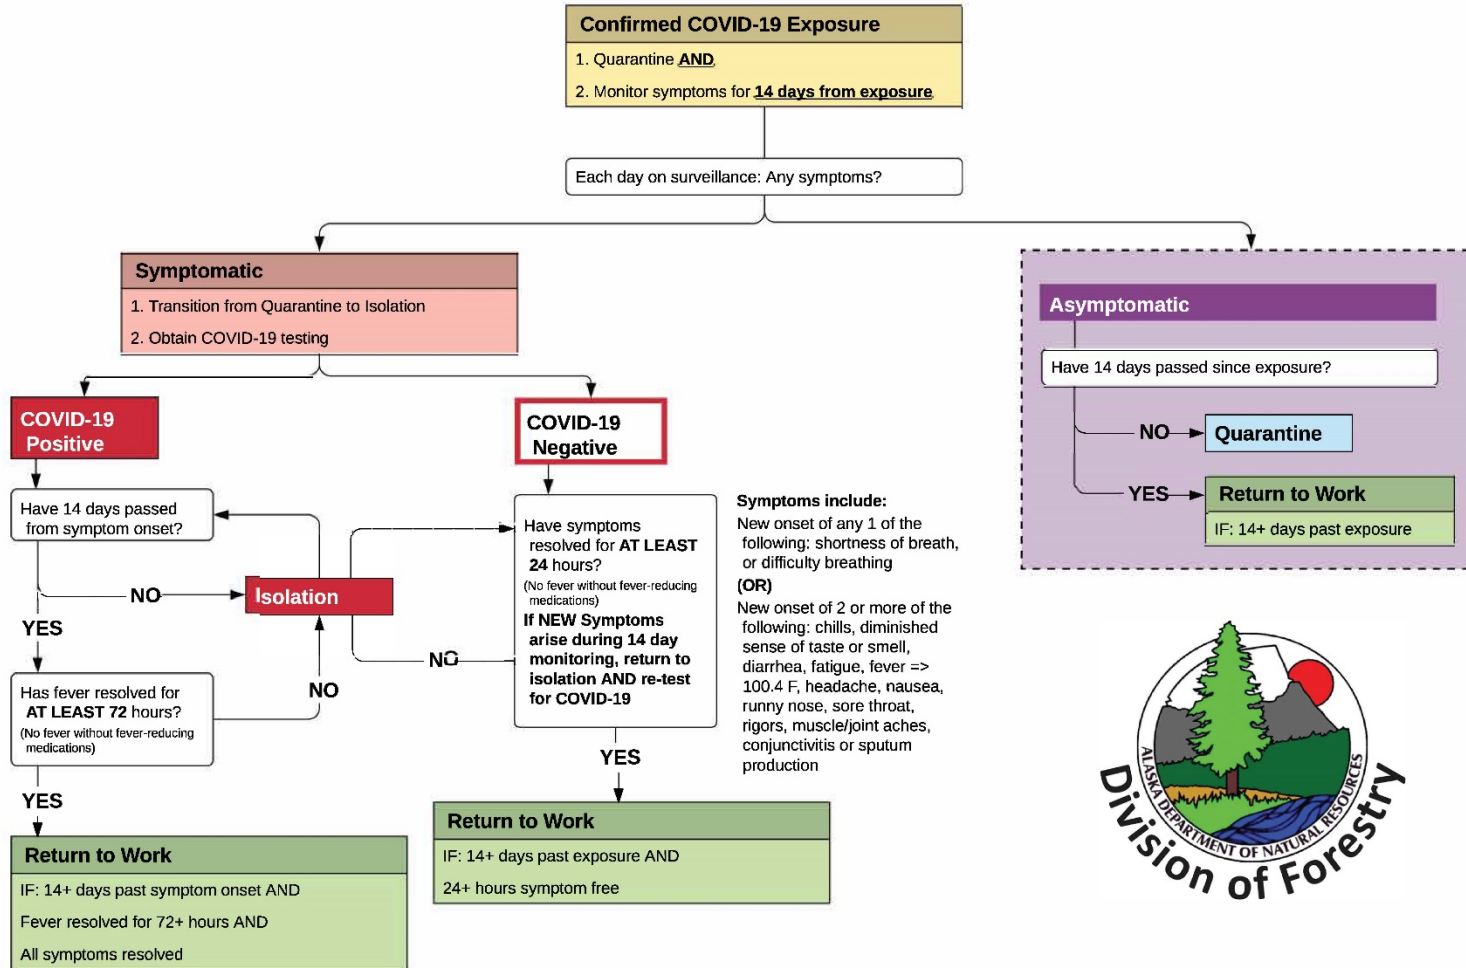 Confirmed COVID-19 Exposure
1. Quarantine AND
2. Monitor symptoms for 14 days from exposure
Each day on surveillance: Any symptoms?
Symptomatic
1. Transition from Quarantine to Isolation
2. Obtain COVID-19 testing
COVID-19
Positive
Have 14 days passed
from symptom onset?
NO
Isolation
YES
Has fever resolved for
AT LEAST 72 hours?
(No fever without fever-reducing
medications)
NO
YES
Return to Work
IF: 14+ days past symptom onset AND
Fever resolved for 72+ hours AND
All symptoms resolved
COVID-19
Negative
Have symptoms
resolved for AT LEAST
24 hours?
(No fever without fever-reducing
medications)
If NEW Symptoms
arise during 14 day
monitoring, return to
isolation AND re-test
for COVID-19
NO
YES
Return to Work
IF: 14+ days past exposure AND
24+ hours symptom free
Symptoms include:
New onset of any 1 of the
following: shortness of breath,
or difficulty breathing
(OR)
New onset of 2 or more of the
following: chills, diminished
sense of taste or smell,
diarrhea, fatigue, fever =>
100.4 F, headache, nausea,
runny nose, sore throat,
rigors, muscle/joint aches,
conjunctivitis or sputum
production
Asymptomatic
Have 14 days passed since exposure?
NO
Quarantine
YES
Return to Work
IF: 14+ days past exposure
ALASKA DEPARTMENT OF NATURAL RESOURCES
Division of Forestry